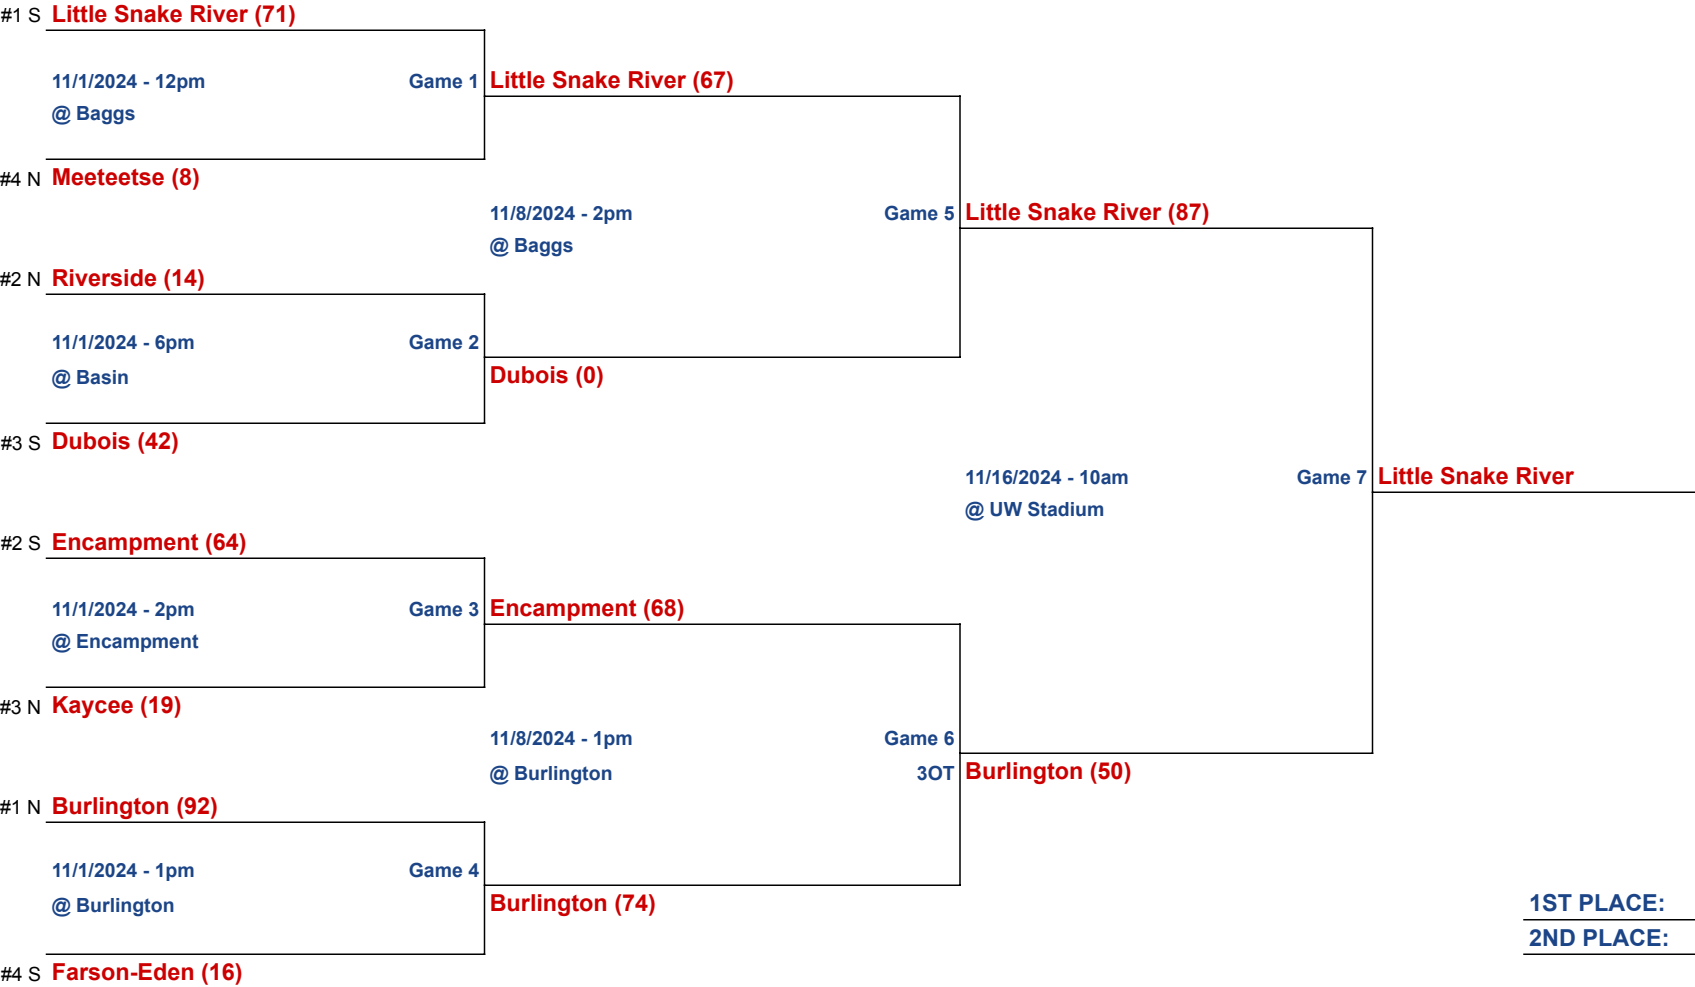 #1 S Little Snake River (71)
11/1/2024 - 12pm Game 1 Little Snake River (67)
@ Baggs
#4 N Meeteetse (8)
11/8/2024 - 2pm Game 5 Little Snake River (87)
@ Baggs
#2 N Riverside (14)
11/1/2024 - 6pm Game 2
@ Basin Dubois (0)
#3 S Dubois (42)
11/16/2024 - 10am Game 7 Little Snake River
@ UW Stadium
#2 S Encampment (64)
11/1/2024 - 2pm Game 3 Encampment (68)
@ Encampment
#3 N Kaycee (19)
11/8/2024 - 1pm Game 6
@ Burlington 3OT Burlington (50)
#1 N Burlington (92)
11/1/2024 - 1pm Game 4
@ Burlington Burlington (74) 1ST PLACE:
2ND PLACE:
#4 S Farson-Eden (16)